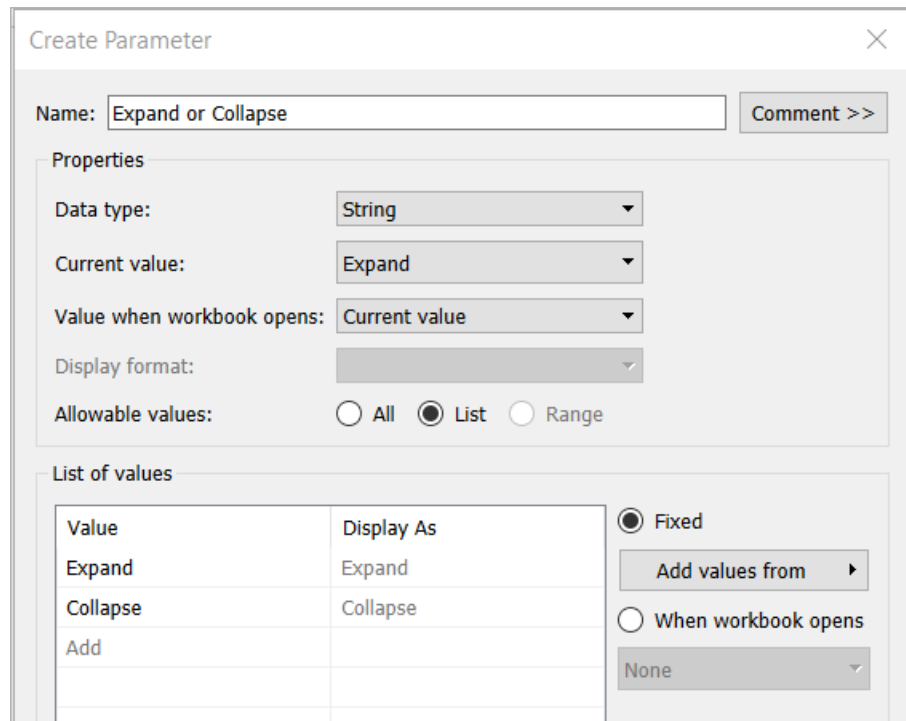 Create Parameter
Name: Expand or Collapse Comment >>
Properties
Data type: String
Current value: Expand
Value when workbook opens: Current value
Display format:
Allowable values: All List Range
List of values
Value Display As
Expand Expand
Collapse Collapse
Add
Fixed
Add values from
When workbook opens
None